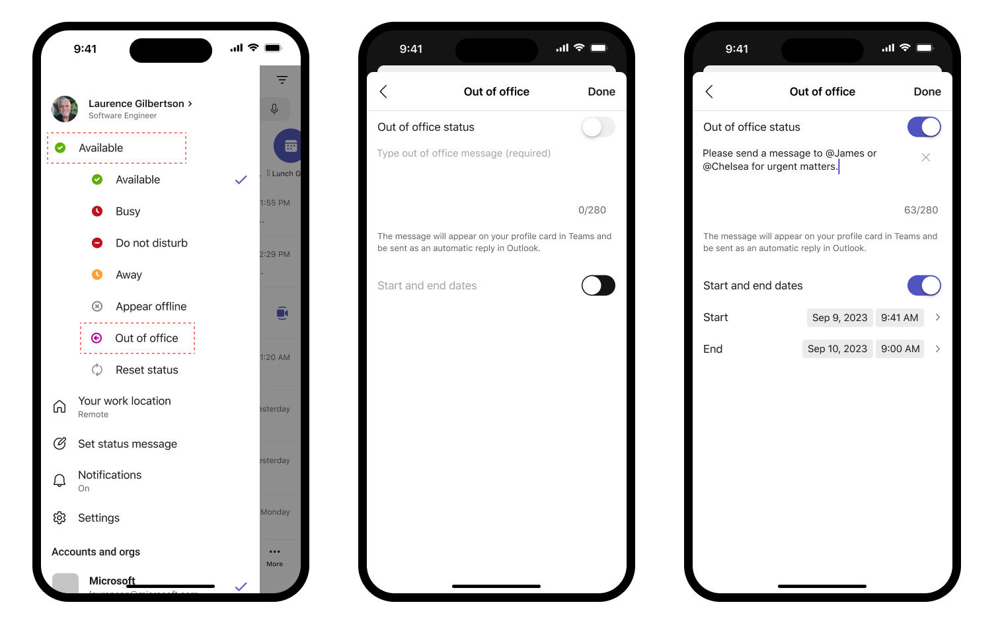 9:41
Laurence Gilbertson
Software Engineer
Available
Available
Busy
Do not disturb
Away
Appear offline
Out of office
Reset status
Your work location
Remote
Set status message
Notifications
On
Settings
Accounts and orgs
Microsoft
Lunch G
1:55 PM
..
2:29 PM
.
1:20 AM
esterday
esterday
Monday
More
9:41
Out of office
Done
Out of office status
Type out of office message (required)
0/280
The message will appear on your profile card in Teams and
be sent as an automatic reply in Outlook.
Start and end dates
9:41
Out of office
Done
Out of office status
Please send a message to @James or
@Chelsea for urgent matters.
63/280
The message will appear on your profile card in Teams and
be sent as an automatic reply in Outlook.
Start and end dates
Start Sep 9, 2023 9:41 AM
End Sep 10, 2023 9:00 AM